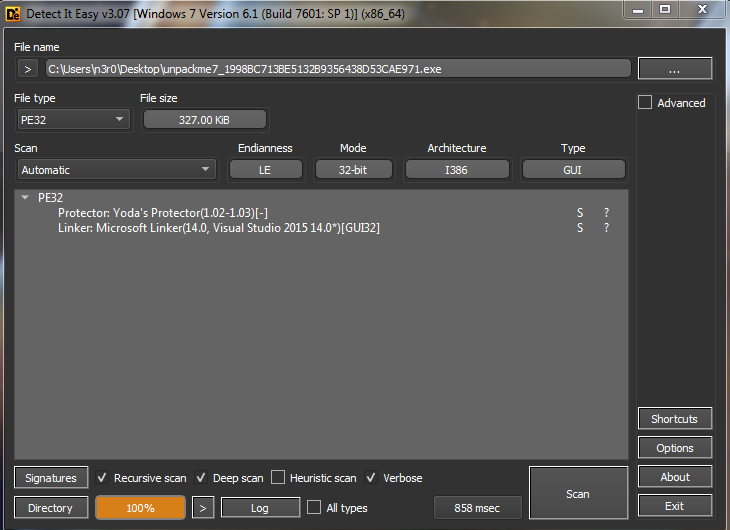 Detect It Easy v3.07 [Windows 7 Version 6.1 (Build 7601: SP 1)] (x86_64)
File name
> C:\Users\n3r0\Desktop\unpackme7_1998BC713BE5132B9356438D53CAE971.exe ...
File type File size Advanced
PE32 327.00 KiB
Scan Endianness Mode Architecture Type
Automatic LE 32-bit I386 GUI
PE32
Protector: Yoda's Protector(1.02-1.03)[-] S ?
Linker: Microsoft Linker(14.0, Visual Studio 2015 14.0*)[GUI32] S ?
Shortcuts
Options
Signatures Recursive scan Deep scan Heuristic scan Verbose Scan About
Directory 100% > Log All types 858 msec Exit